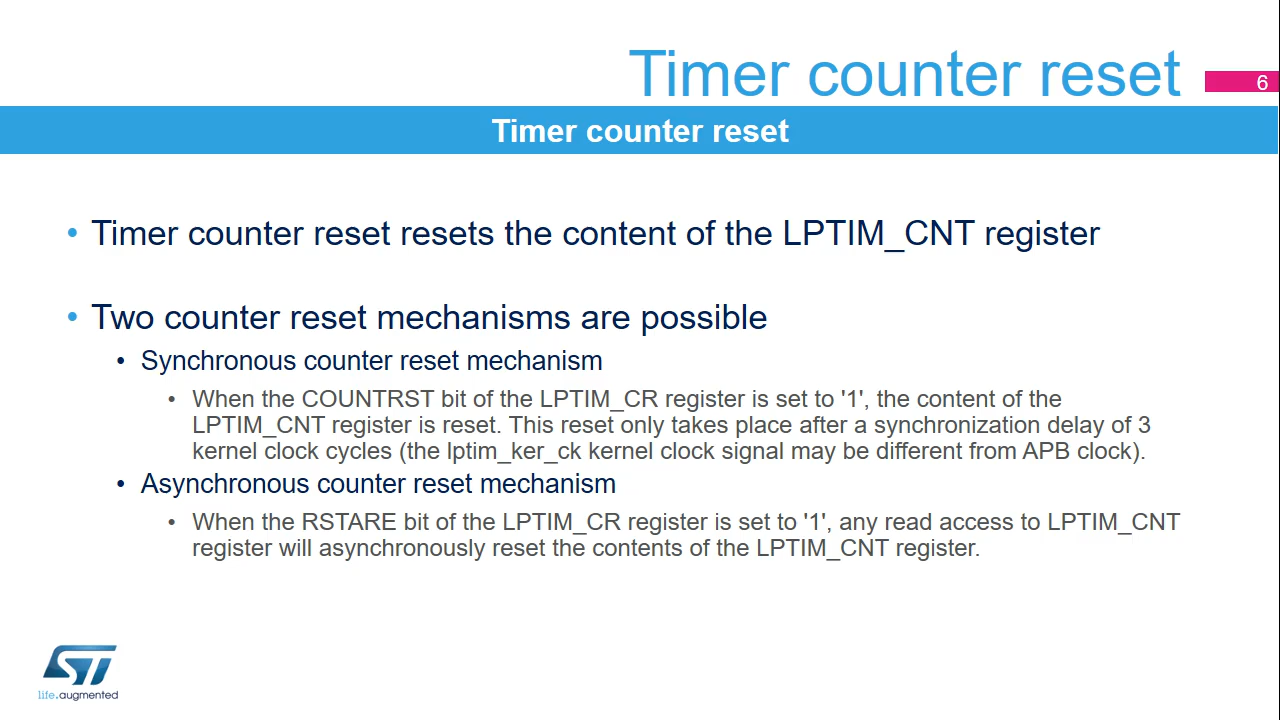 Timer counter reset
6
Timer counter reset
• Timer counter reset resets the content of the LPTIM_CNT register
• Two counter reset mechanisms are possible
• Synchronous counter reset mechanism
• When the COUNTRST bit of the LPTIM_CR register is set to '1', the content of the
LPTIM_CNT register is reset. This reset only takes place after a synchronization delay of 3
kernel clock cycles (the lptim_ker_ck kernel clock signal may be different from APB clock).
• Asynchronous counter reset mechanism
• When the RSTARE bit of the LPTIM_CR register is set to '1', any read access to LPTIM_CNT
register will asynchronously reset the contents of the LPTIM_CNT register.
ST
life.augmented